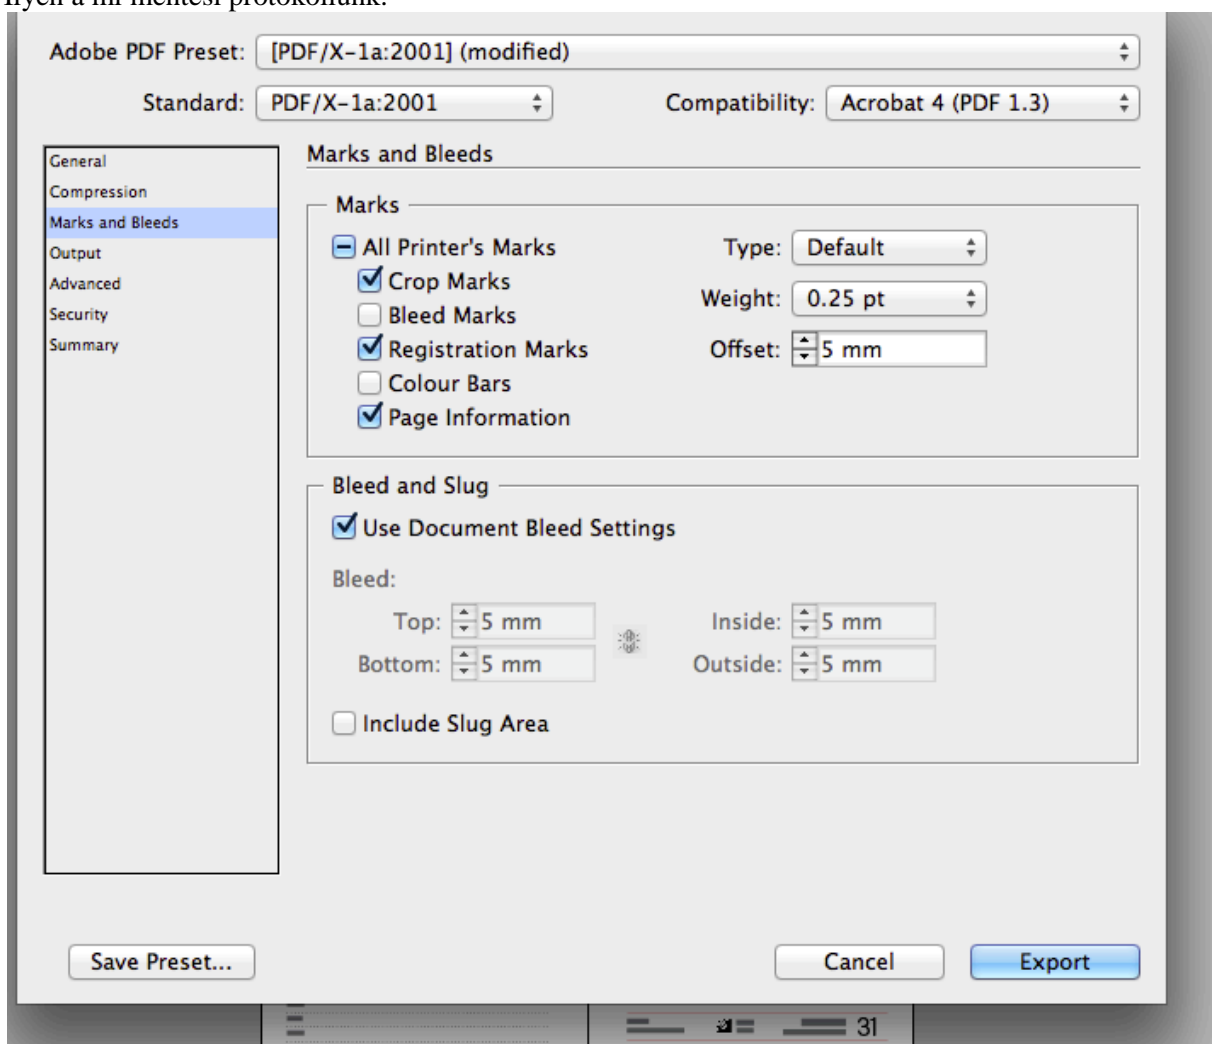 Ilyen a mi mentési protokollunk:
Adobe PDF Preset: [PDF/X-1a:2001] (modified)
Standard: PDF/X-1a:2001 Compatibility: Acrobat 4 (PDF 1.3)
General
Compression
Marks and Bleeds
Output
Advanced
Security
Summary
Marks and Bleeds
Marks
All Printer's Marks Type: Default
Crop Marks
Weight: 0.25 pt
Bleed Marks
Registration Marks Offset: 5 mm
Colour Bars
Page Information
Bleed and Slug
Use Document Bleed Settings
Bleed:
Top: 5 mm Inside: 5 mm
Bottom: 5 mm Outside: 5 mm
Include Slug Area
Save Preset... Cancel Export
31